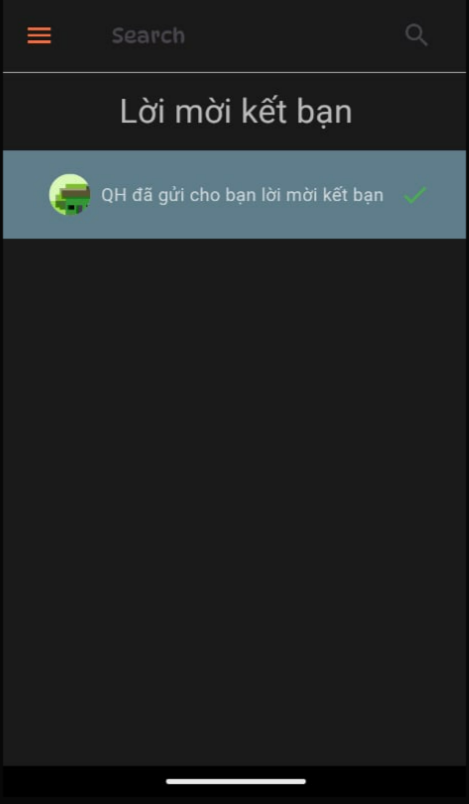 Search
Lời mời kết bạn
QH đã gửi cho bạn lời mời kết bạn